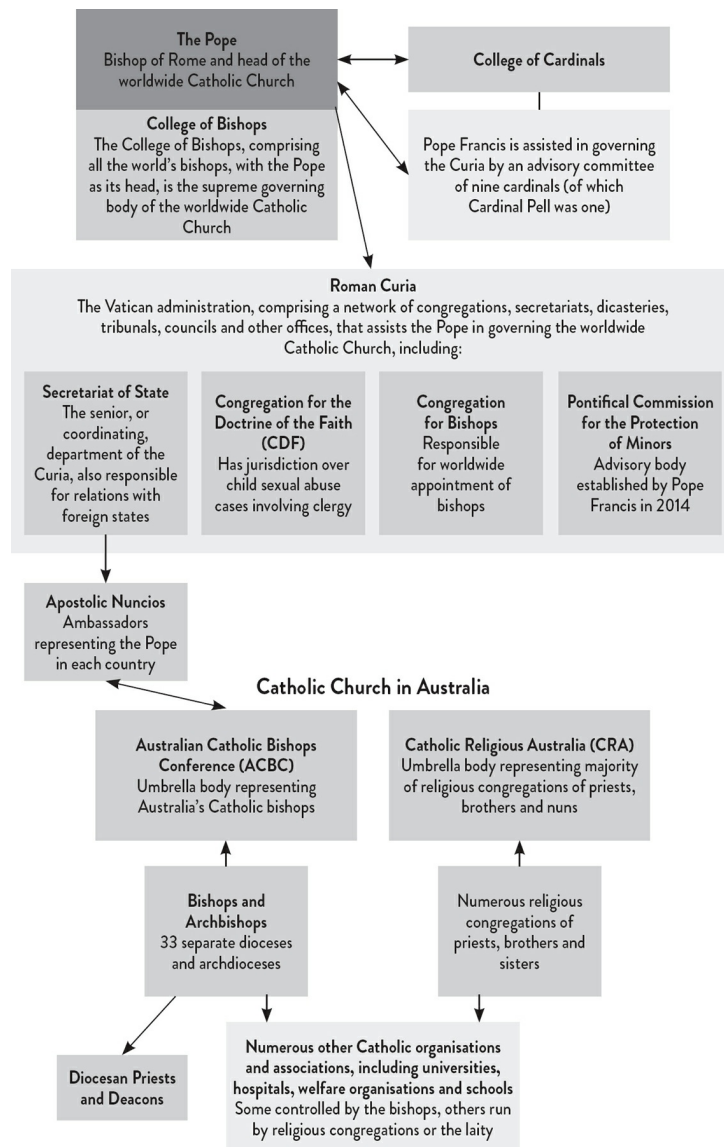 The Pope
Bishop of Rome and head of the
worldwide Catholic Church
College of Cardinals
College of Bishops
The College of Bishops, comprising
all the world's bishops, with the Pope
as its head, is the supreme governing
body of the worldwide Catholic
Church
Pope Francis is assisted in governing
the Curia by an advisory committee
of nine cardinals (of which
Cardinal Pell was one)
Roman Curia
The Vatican administration, comprising a network of congregations, secretariats, dicasteries,
tribunals, councils and other offices, that assists the Pope in governing the worldwide
Catholic Church, including:
Secretariat of State
The senior, or
coordinating,
department of the
Curia, also responsible
for relations with
foreign states
Congregation for the
Doctrine of the Faith
(CDF)
Has jurisdiction over
child sexual abuse
cases involving clergy
Congregation
for Bishops
Responsible
for worldwide
appointment of
bishops
Pontifical Commission
for the Protection
of Minors
Advisory body
established by Pope
Francis in 2014
Apostolic Nuncios
Ambassadors
representing the Pope
in each country
Catholic Church in Australia
Australian Catholic Bishops
Conference (ACBC)
Umbrella body representing
Australia's Catholic bishops
Catholic Religious Australia (CRA)
Umbrella body representing majority
of religious congregations of priests,
brothers and nuns
Bishops and
Archbishops
33 separate dioceses
and archdioceses
Numerous religious
congregations of
priests, brothers and
sisters
Diocesan Priests
and Deacons
Numerous other Catholic organisations
and associations, including universities,
hospitals, welfare organisations and schools
Some controlled by the bishops, others run
by religious congregations or the laity